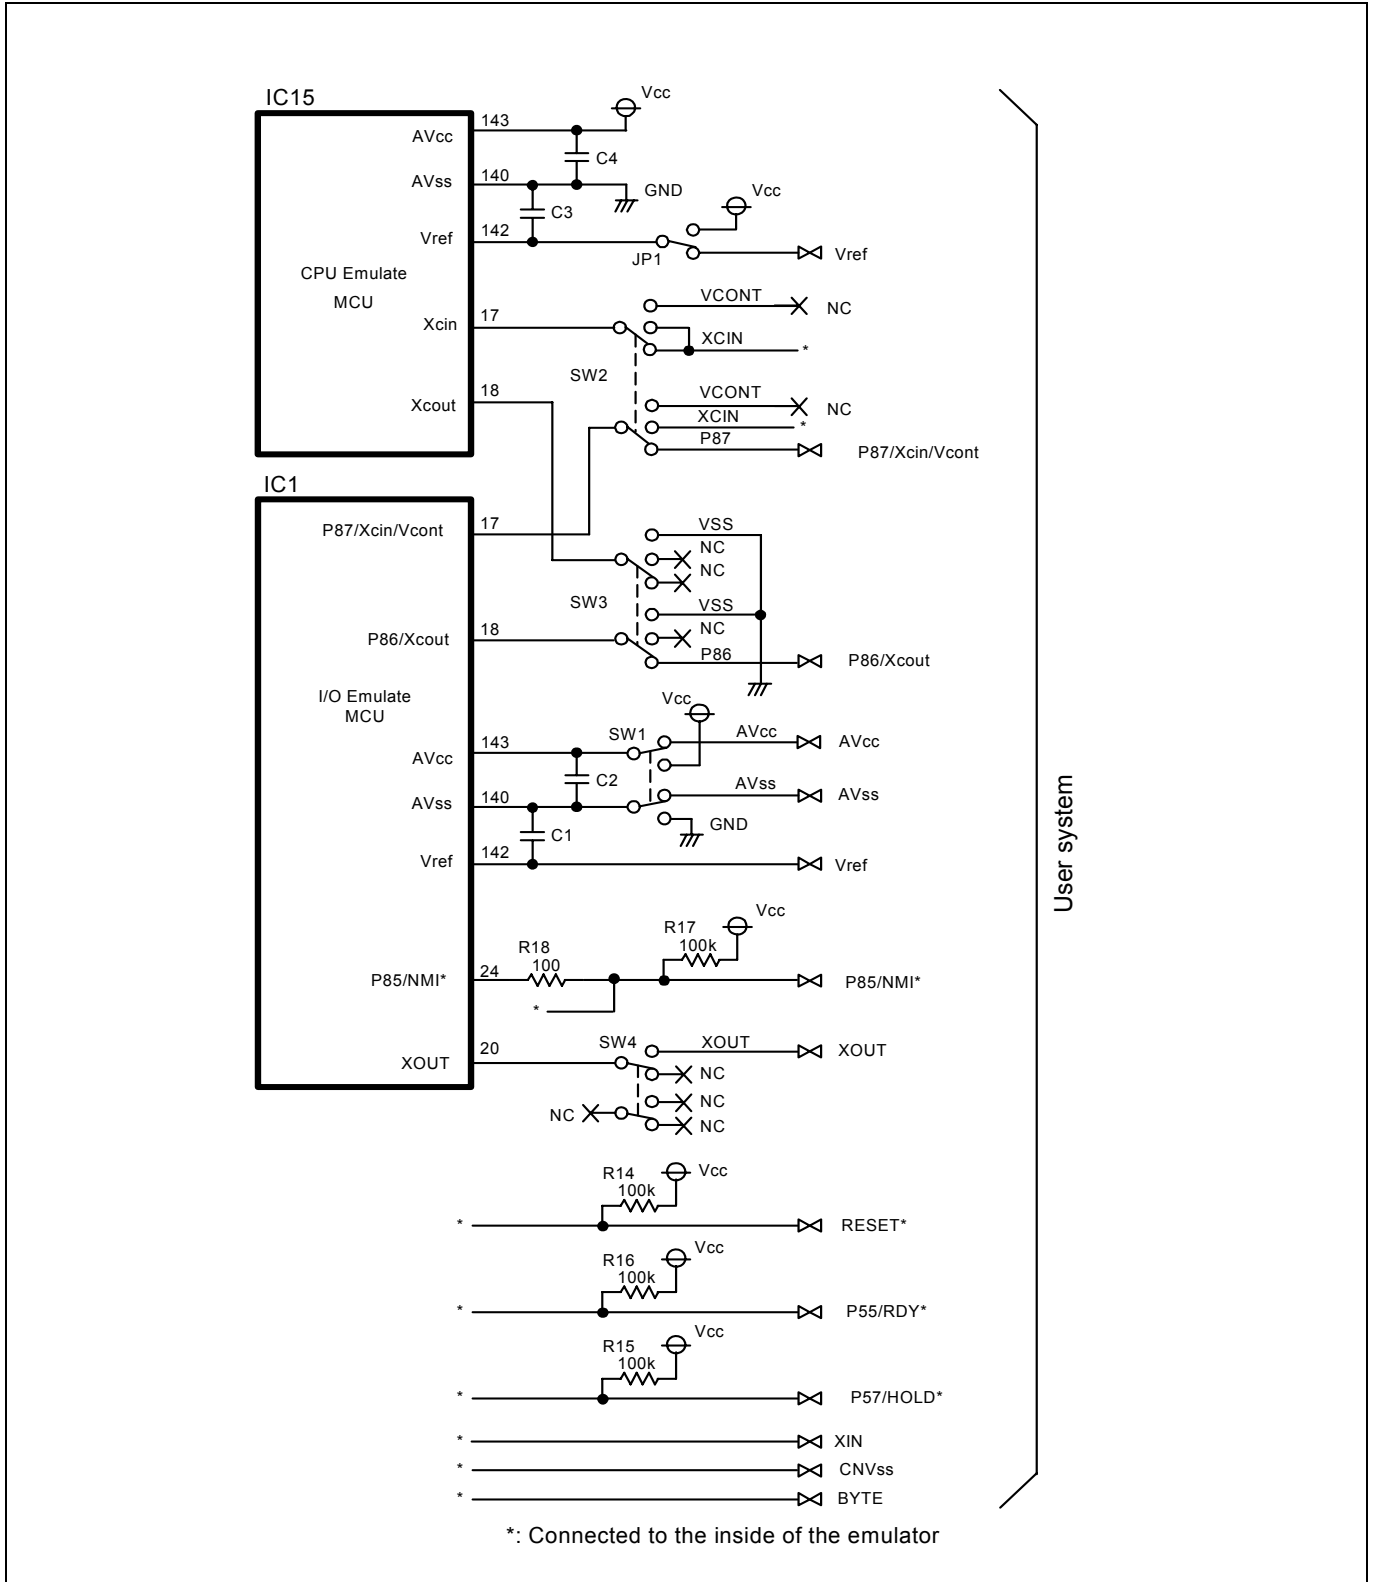 IC15
Vcc
143
AVcc
C4
140
AVss
GND
Vcc
C3
142
Vref
JP1
Vref
CPU Emulate
MCU
VCONT
NC
17
Xcin
XCIN
*
SW2
18
Xcout
VCONT
NC
XCIN
*
P87
P87/Xcin/Vcont
IC1
17
P87/Xcin/Vcont
VSS
NC
NC
SW3
VSS
18
P86/Xcout
NC
P86
P86/Xcout
I/O Emulate
MCU
Vcc
SW1
AVcc
AVcc
143
AVcc
C2
AVss
AVss
140
AVss
GND
C1
142
Vref
Vref
Vcc
R17
100k
R18
100
24
P85/NMI*
P85/NMI*
*
SW4
XOUT
XOUT
20
XOUT
NC
NC
NC
NC
R14
100k
Vcc
*
RESET*
R16
100k
Vcc
*
P55/RDY*
R15
100k
Vcc
*
P57/HOLD*
*
XIN
*
CNVss
*
BYTE
User system
*: Connected to the inside of the emulator